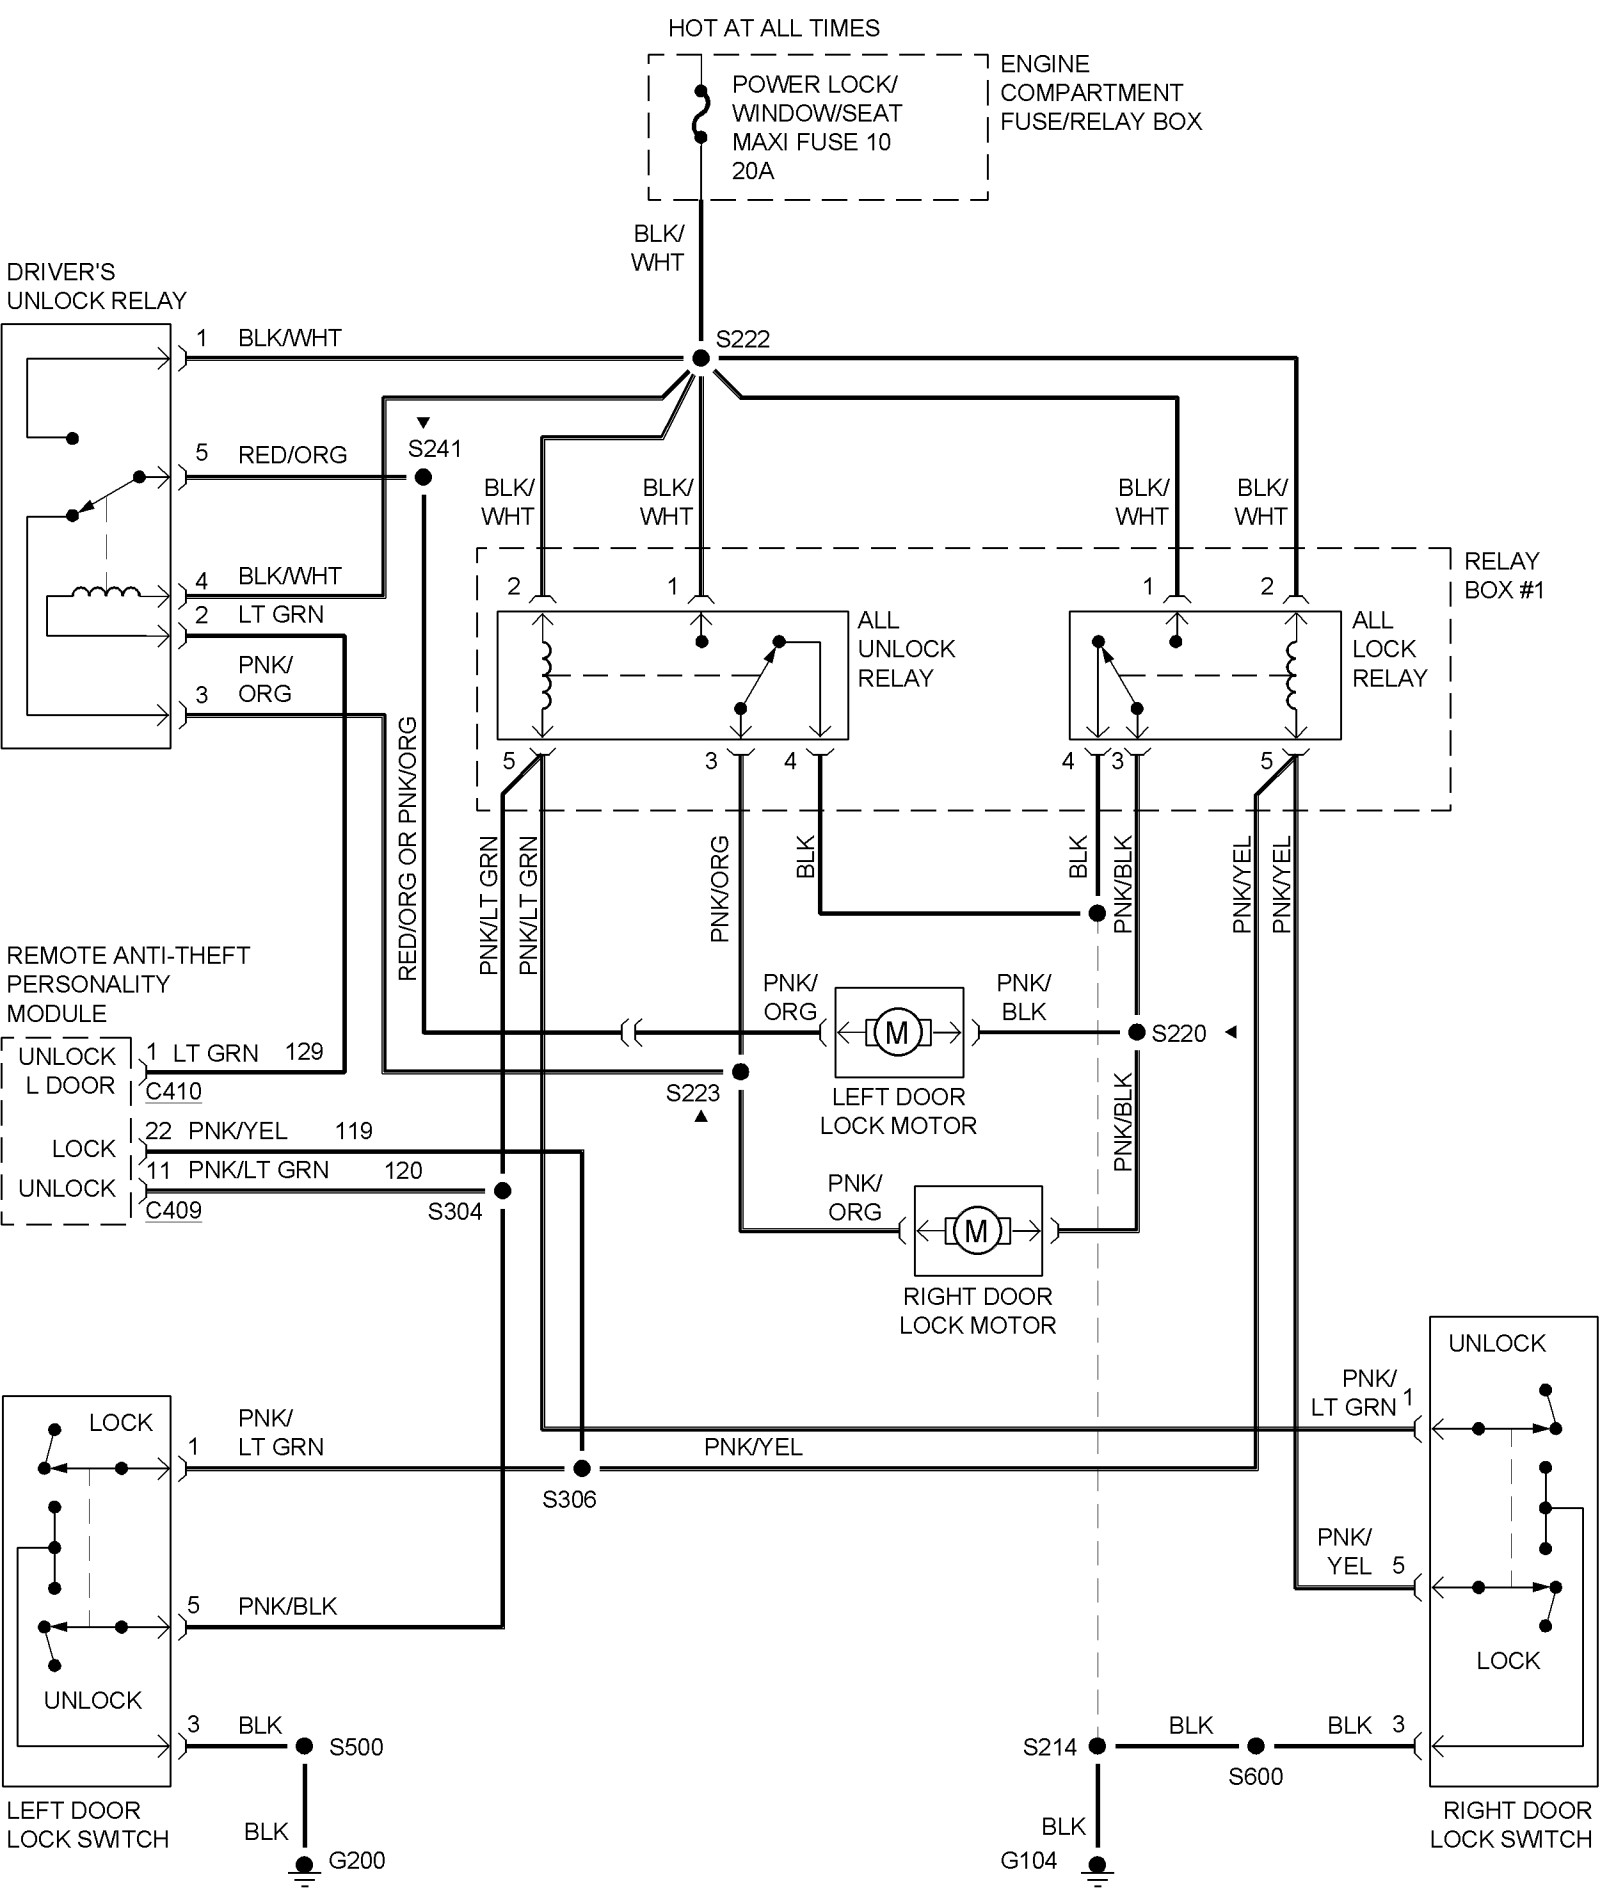 HOT AT ALL TIMES
POWER LOCK/
WINDOW/SEAT
MAXI FUSE 10
20A
ENGINE
COMPARTMENT
FUSE/RELAY BOX
BLK/
WHT
DRIVER'S
UNLOCK RELAY
1 BLK/WHT
S222
S241
5 RED/ORG
4 BLK/WHT
2 LT GRN
PNK/
3 ORG
BLK/
WHT
BLK/
WHT
BLK/
WHT
BLK/
WHT
RELAY
BOX #1
2 1 1 2
ALL
UNLOCK
RELAY
ALL
LOCK
RELAY
5 3 4 4 3 5
RED/ORG OR PNK/ORG
PNK/LT GRN
PNK/LT GRN
PNK/ORG
BLK
BLK
PNK/BLK
PNK/YEL
PNK/YEL
REMOTE ANTI-THEFT
PERSONALITY
MODULE
UNLOCK
L DOOR
1 LT GRN 129
C410
LOCK
22 PNK/YEL 119
UNLOCK
11 PNK/LT GRN 120
C409
S304
PNK/
ORG
M
PNK/
BLK
S220
LEFT DOOR
LOCK MOTOR
S223
PNK/BLK
PNK/
ORG
M
RIGHT DOOR
LOCK MOTOR
LOCK
PNK/
1 LT GRN
PNK/YEL
S306
5 PNK/BLK
UNLOCK
3 BLK
S500
BLK
G200
LEFT DOOR
LOCK SWITCH
UNLOCK
PNK/
LT GRN 1
PNK/
YEL 5
LOCK
S214
BLK
S600
BLK 3
BLK
G104
RIGHT DOOR
LOCK SWITCH